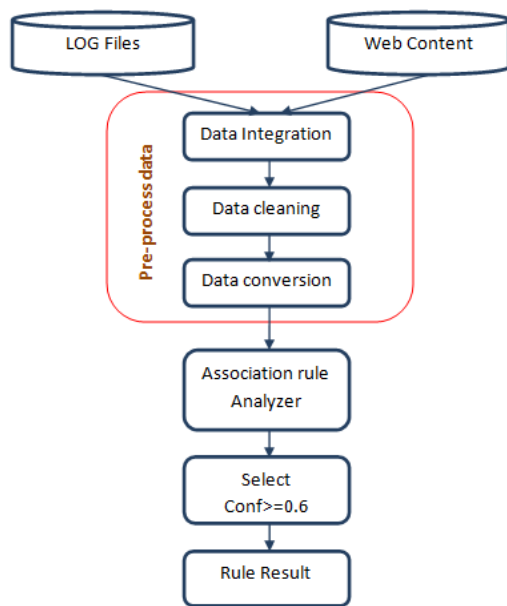 LOG Files
Web Content
Pre-process data
Data Integration
Data cleaning
Data conversion
Association rule
Analyzer
Select
Conf>=0.6
Rule Result